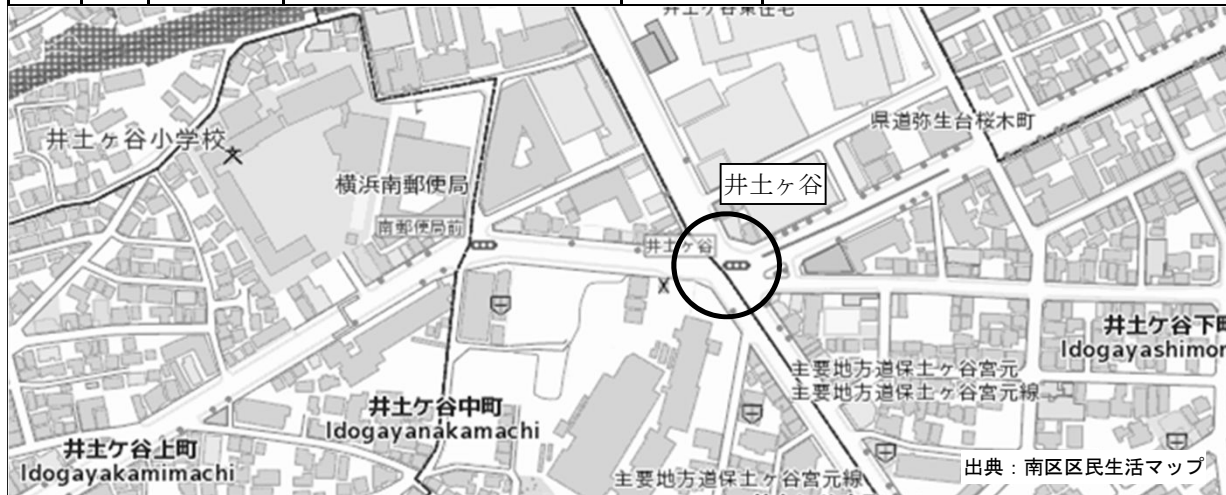 井土ヶ谷東住宅
井土ヶ谷小学校
県道弥生台桜木町
横浜南郵便局
井土ヶ谷
南郵便局前
井土ヶ谷
井土ケ谷下町
Idogayashimor
主要地方道保土ヶ谷宮元
主要地方道保土ヶ谷宮元線
井土ケ谷中町
Idogayanakamachi
井土ケ谷上町
Idogayakamimachi
主要地方道保土ヶ谷宮元線
出典：南区区民生活マップ